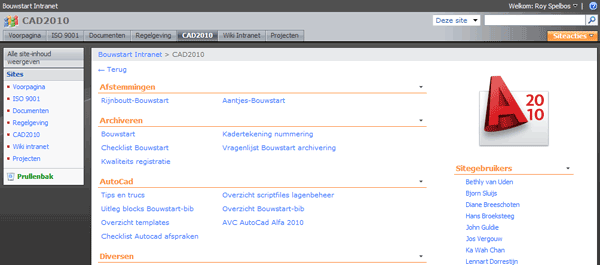 Bouwstart Intranet
Welkom: Roy Spelbos
CAD2010
Deze site
Voorpagina ISO 9001 Documenten Regelgeving CAD2010 Wiki Intranet Projecten
Siteacties
Alle site-inhoud weergeven
Sites
Voorpagina
ISO 9001
Documenten
Regelgeving
CAD2010
Wiki intranet
Projecten
Prullenbak
Bouwstart Intranet > CAD2010
← Terug
Afstemmingen
Rijnboutt-Bouwstart Aantjes-Bouwstart
Archiveren
Bouwstart Kadertekening nummering
Checklist Bouwstart Vragenlijst Bouwstart archivering
Kwaliteits registratie
AutoCad
Tips en trucs Overzicht scriptfiles lagenbeheer
Uitleg blocks Bouwstart-bib Overzicht Bouwstart-bib
Overzicht templates AVC AutoCad Alfa 2010
Checklist Autocad afspraken
Diversen
A 20 10
Sitegebruikers
Bethly van Uden
Bjorn Sluijs
Diane Breeschoten
Hans Broeksteeg
John Guldie
Jos Vergouw
Ka Wah Chan
Lennart Dorrestijn